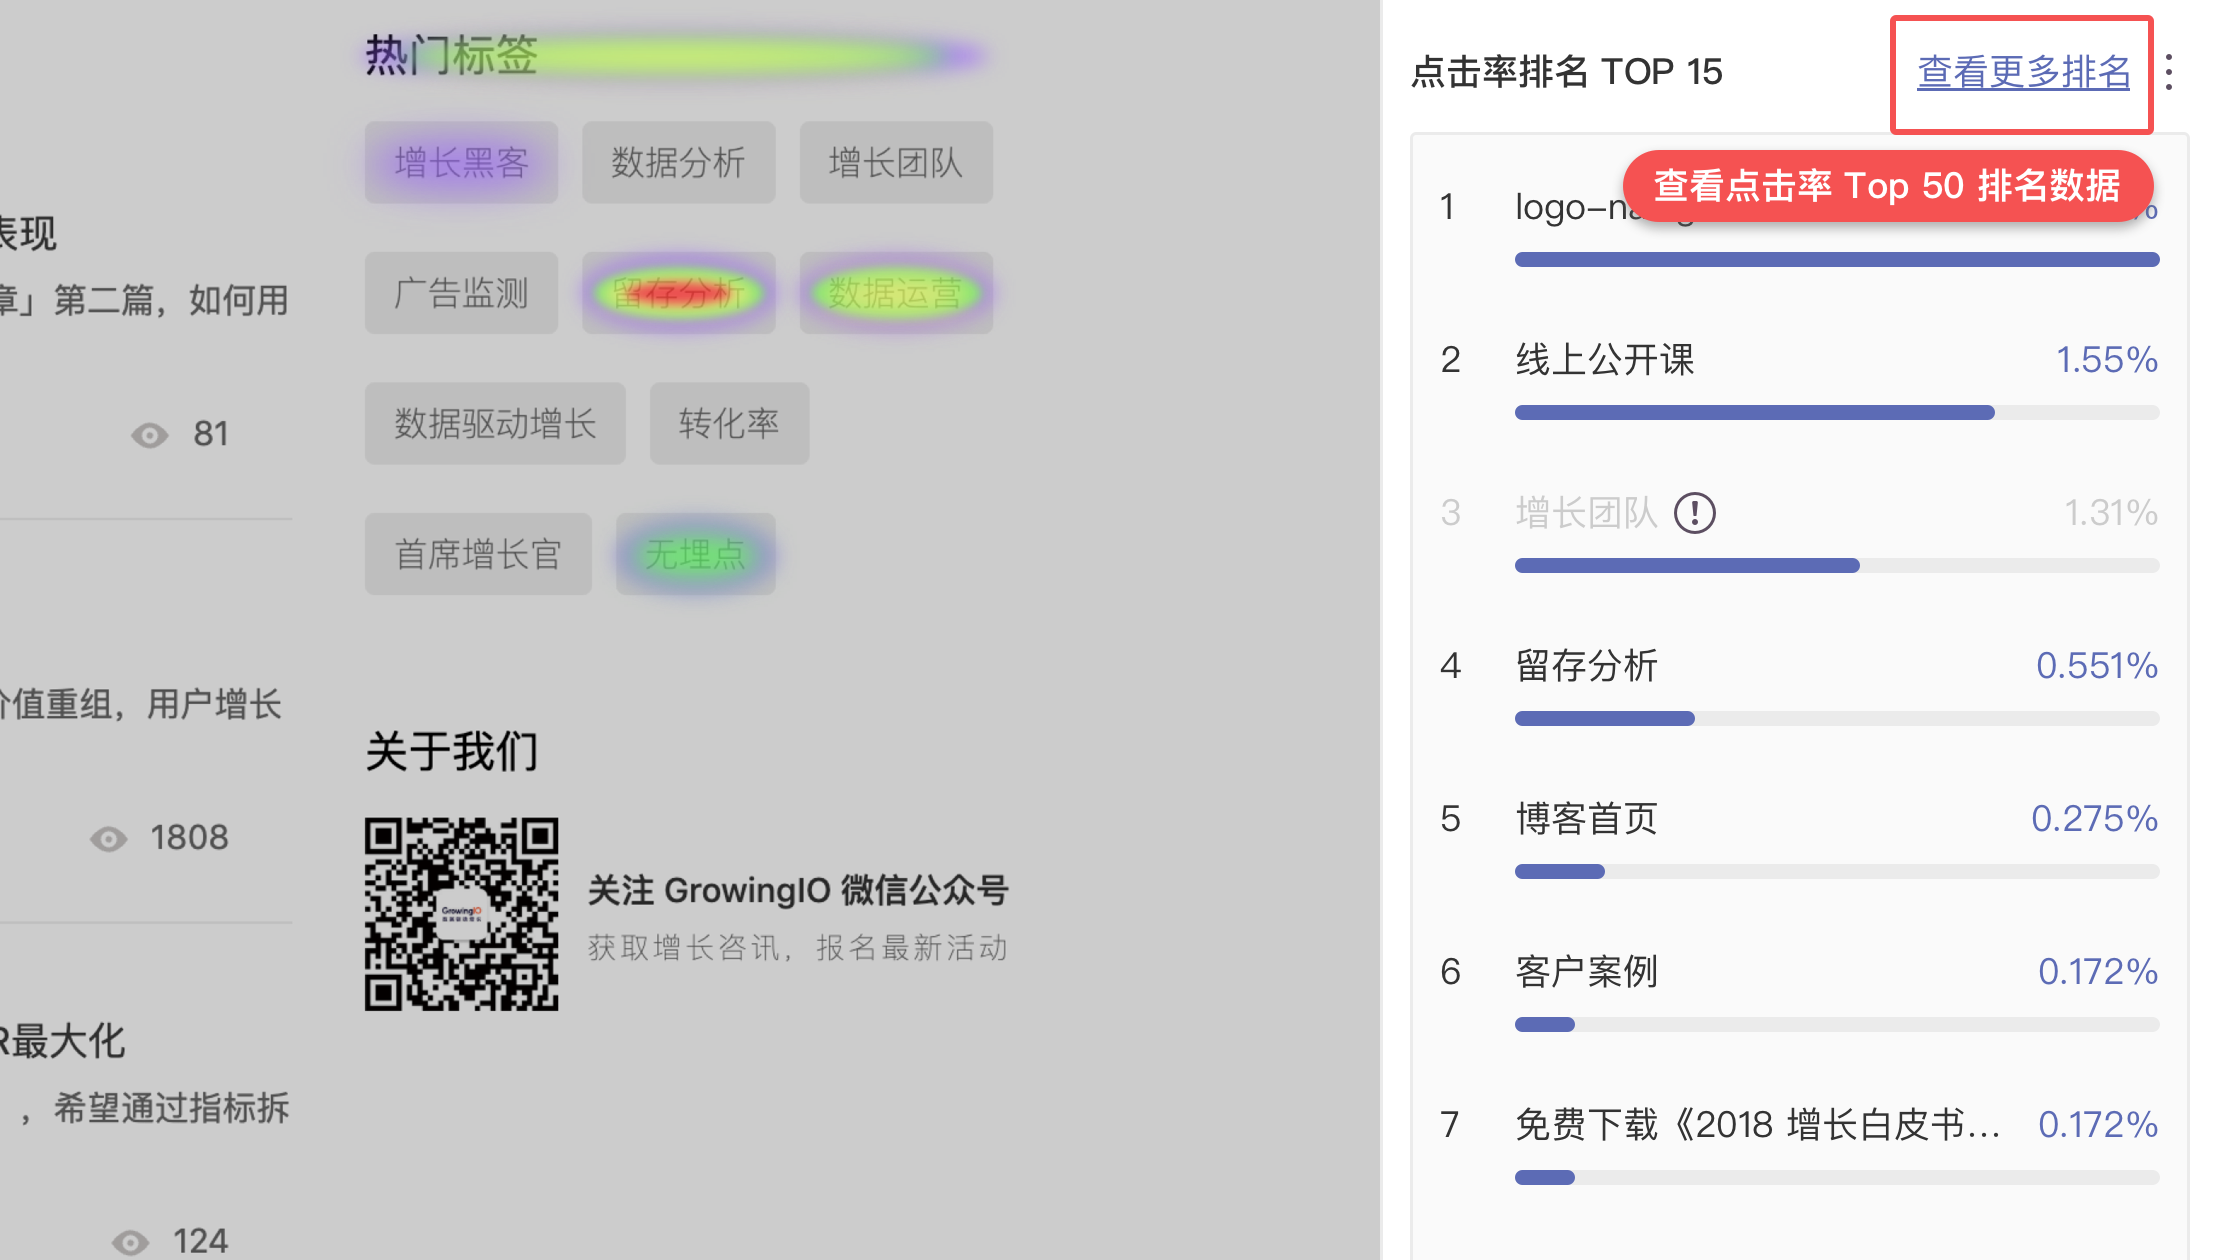 热门标签
增长黑客
数据分析
增长团队
广告监测
留存分析
数据运营
数据驱动增长
转化率
首席增长官
无埋点
表现
章」第二篇，如何用
81
价值重组，用户增长
1808
R最大化
，希望通过指标拆
124
关于我们
GrowingIO
关注 GrowingIO 微信公众号
获取增长咨讯，报名最新活动
点击率排名 TOP 15
查看更多排名
查看点击率 Top 50 排名数据
1
%
2 线上公开课 1.55%
3 增长团队 1.31%
4 留存分析 0.551%
5 博客首页 0.275%
6 客户案例 0.172%
7 免费下载《2018 增长白皮书... 0.172%